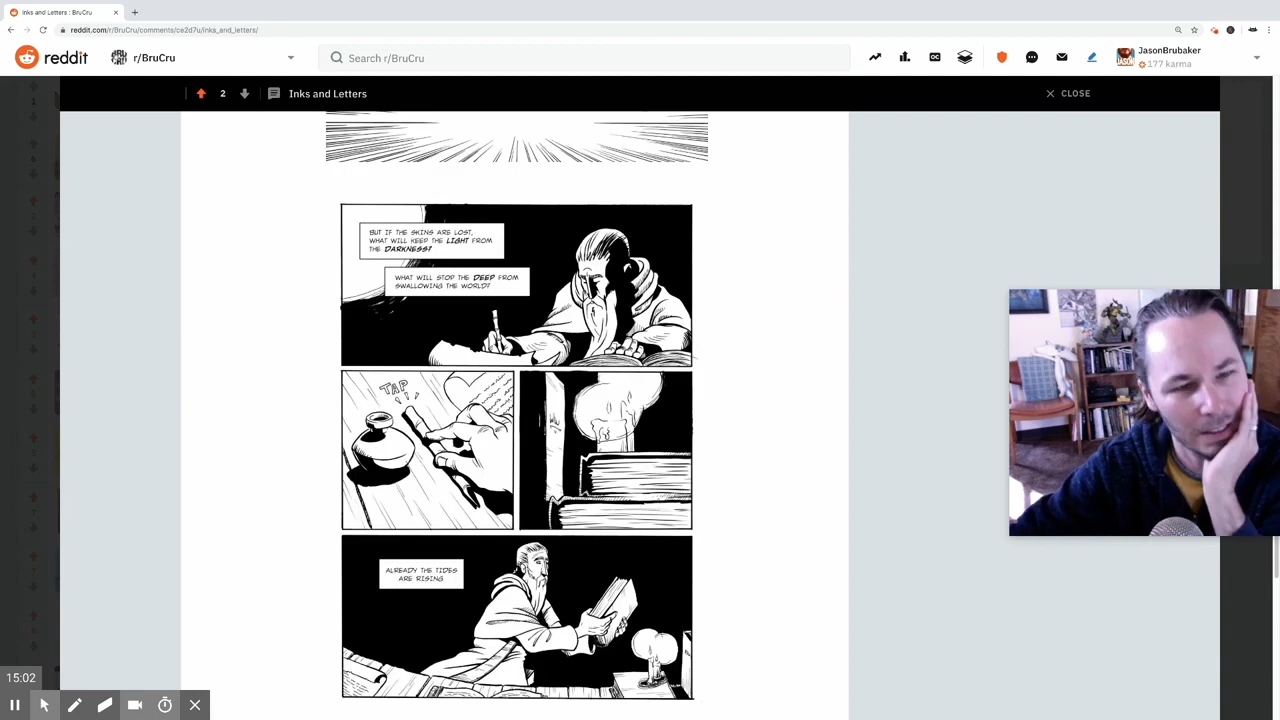 Inks and Letters : BruCru
reddit.com/r/BruCru/comments/ce2d7u/inks_and_letters/
reddit
r/BruCru
Search r/BruCru
JasonBrubaker
177 karma
2
Inks and Letters
CLOSE
BUT IF THE SKINS ARE LOST,
WHAT WILL KEEP THE LIGHT FROM
THE DARKNESS?
WHAT WILL STOP THE DEEP FROM
SWALLOWING THE WORLD?
TAP
ALREADY THE TIDES
ARE RISING.
15:02